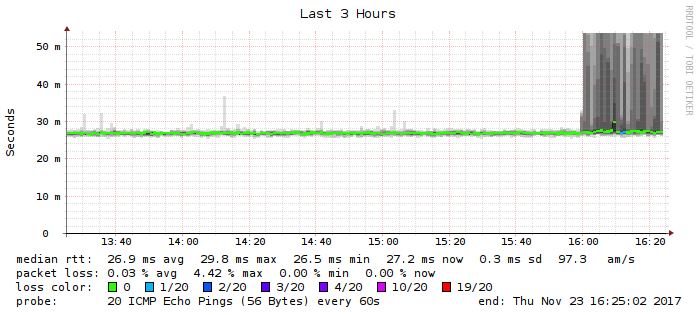 Last 3 Hours
RRDTOOL / TOBI OETIKER
Seconds
50 m
40 m
30 m
20 m
10 m
0
13:40 14:00 14:20 14:40 15:00 15:20 15:40 16:00 16:20
median rtt: 26.9 ms avg 29.8 ms max 26.5 ms min 27.2 ms now 0.3 ms sd 97.3 am/s
packet loss: 0.03 % avg 4.42 % max 0.00 % min 0.00 % now
loss color: 0 1/20 2/20 3/20 4/20 10/20 19/20
probe: 20 ICMP Echo Pings (56 Bytes) every 60s end: Thu Nov 23 16:25:02 2017